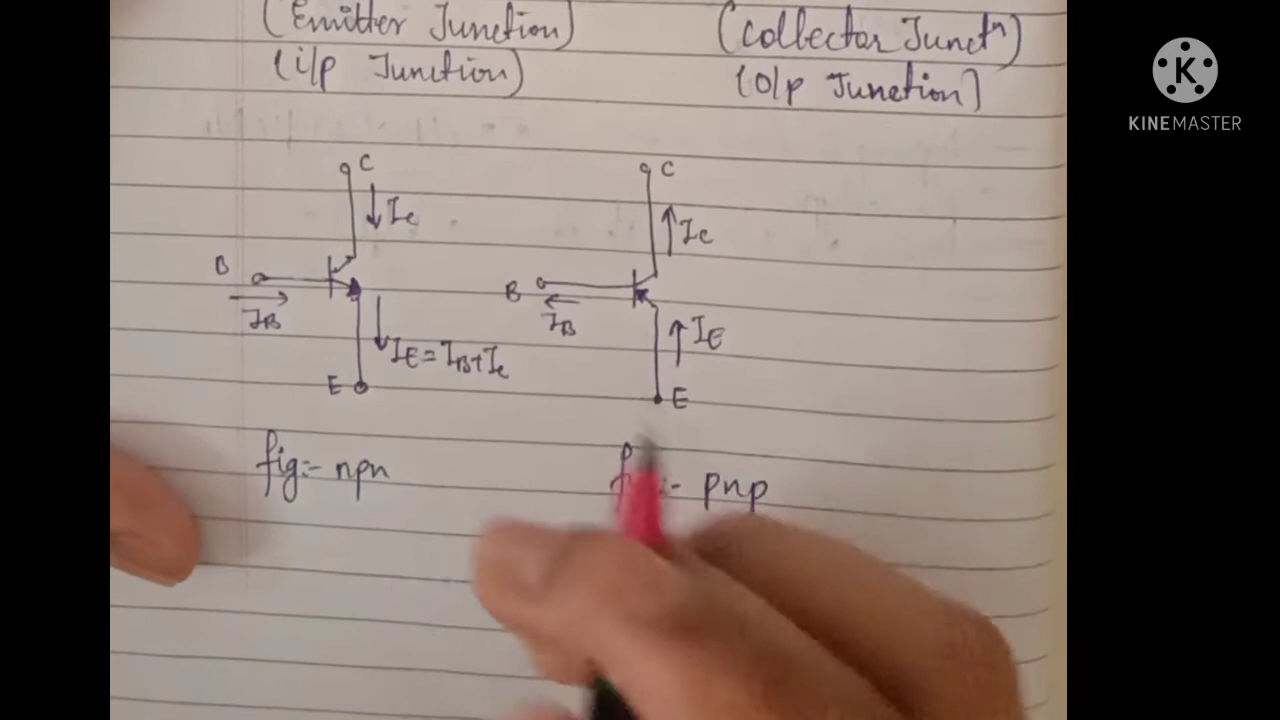 (Emitter Junction) (Collector Junctn)
(i/p Junction) (O/p Junction)
KINEMASTER
C C
Ic Ic
B B
IB IB
IE = IB + Ic IE
E E
fig:- npn pnp